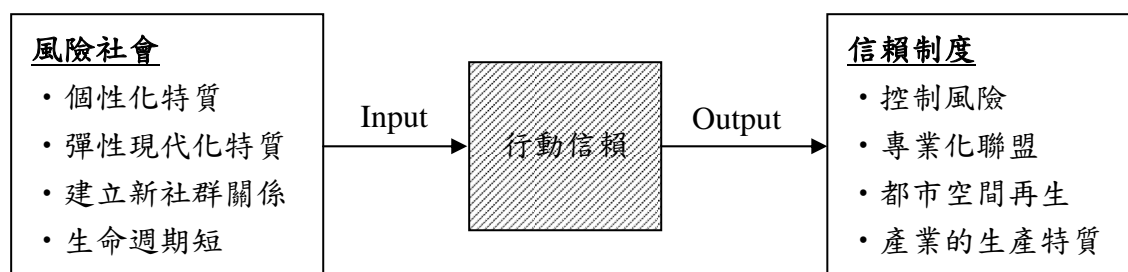 風險社會
・個性化特質
・彈性現代化特質
・建立新社群關係
・生命週期短
Input
行動信賴
Output
信賴制度
・控制風險
・專業化聯盟
・都市空間再生
・產業的生產特質